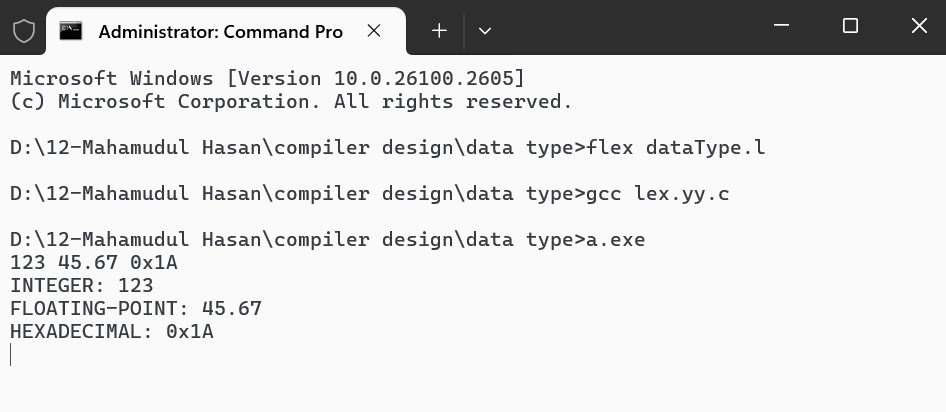 Administrator: Command Pro
Microsoft Windows [Version 10.0.26100.2605]
(c) Microsoft Corporation. All rights reserved.
D:\12-Mahamudul Hasan\compiler design\data type>flex dataType.l
D:\12-Mahamudul Hasan\compiler design\data type>gcc lex.yy.c
D:\12-Mahamudul Hasan\compiler design\data type>a.exe
123 45.67 0x1A
INTEGER: 123
FLOATING-POINT: 45.67
HEXADECIMAL: 0x1A